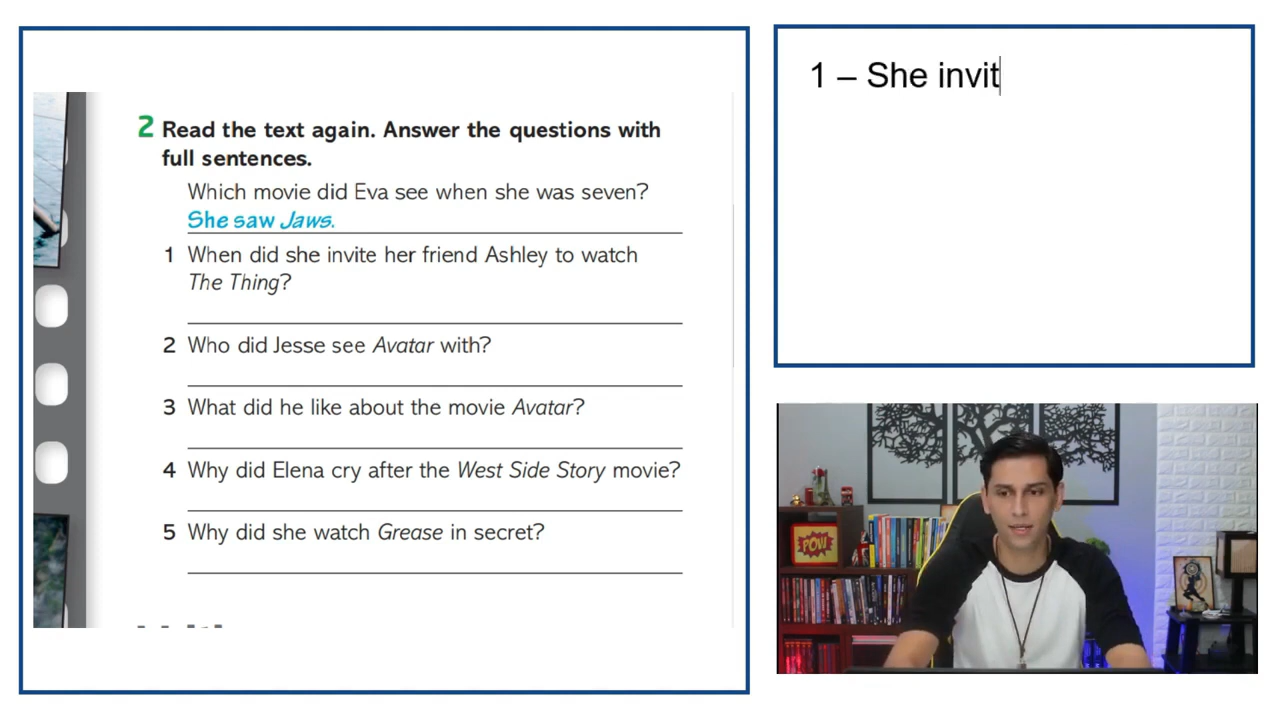 2 Read the text again. Answer the questions with
full sentences.
Which movie did Eva see when she was seven?
She saw Jaws.
1 When did she invite her friend Ashley to watch
The Thing?
2 Who did Jesse see Avatar with?
3 What did he like about the movie Avatar?
4 Why did Elena cry after the West Side Story movie?
5 Why did she watch Grease in secret?
1 – She invit
POW!